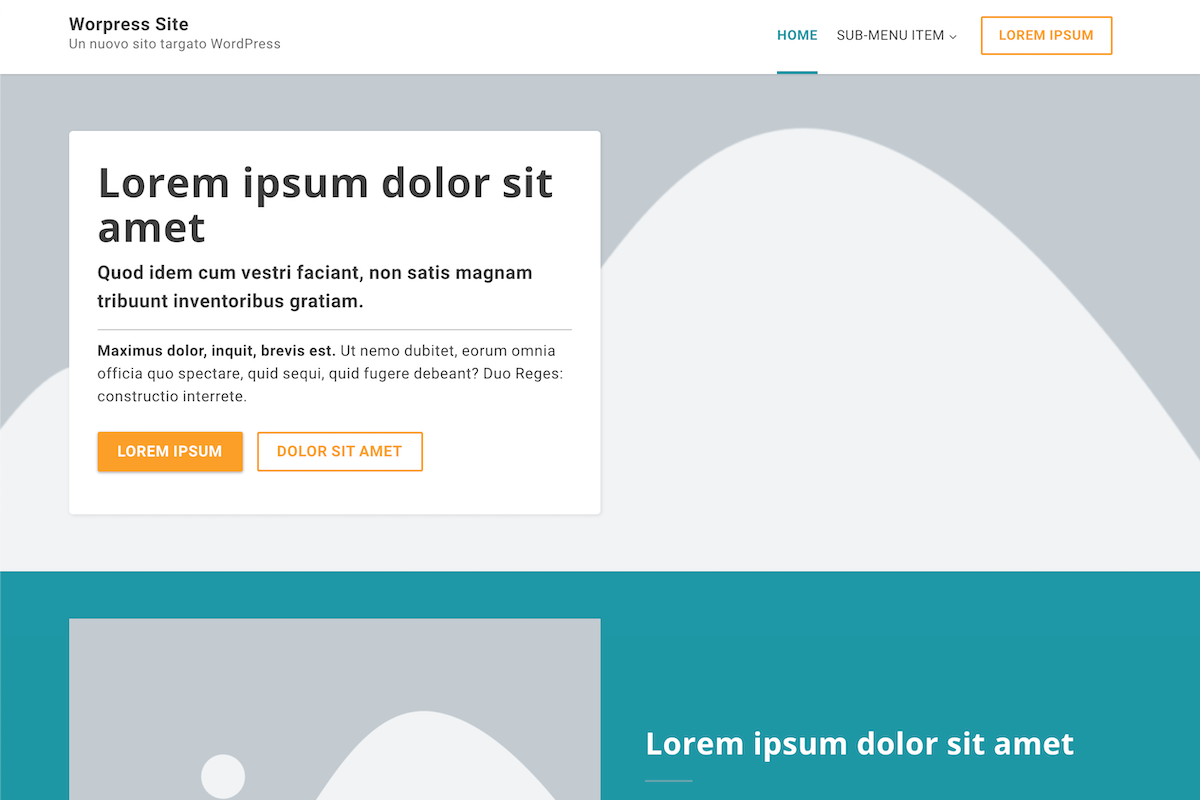 Worpress Site
Un nuovo sito targato WordPress
HOME
SUB-MENU ITEM
LOREM IPSUM
Lorem ipsum dolor sit
amet
Quod idem cum vestri faciant, non satis magnam
tribuunt inventoribus gratiam.
Maximus dolor, inquit, brevis est. Ut nemo dubitet, eorum omnia
officia quo spectare, quid sequi, quid fugere debeant? Duo Reges:
constructio interrete.
LOREM IPSUM
DOLOR SIT AMET
Lorem ipsum dolor sit amet